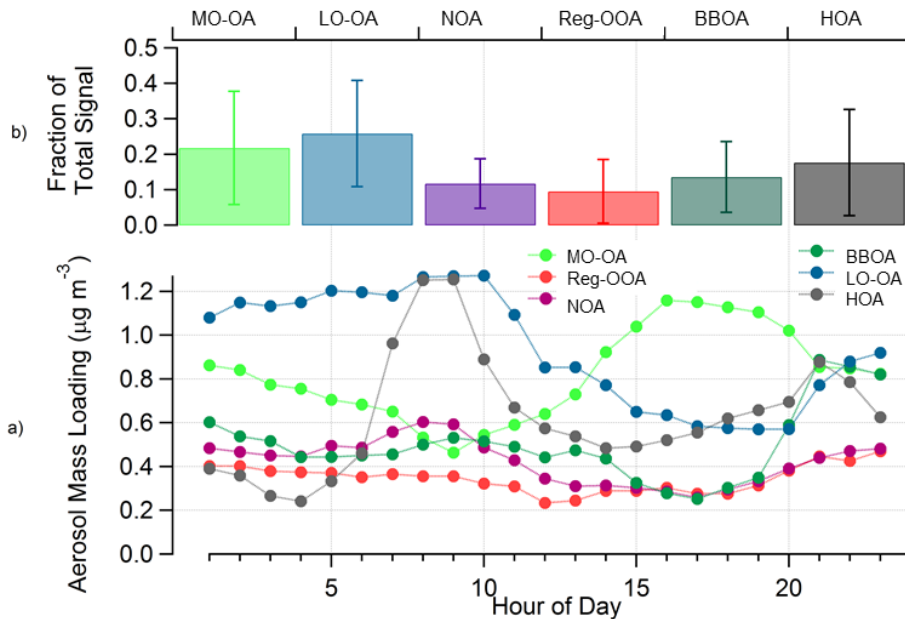 MO-OA LO-OA NOA Reg-OOA BBOA HOA
b)
Fraction of
Total Signal
0.5
0.4
0.3
0.2
0.1
0.0
a)
Aerosol Mass Loading (µg m⁻³)
1.2
1.0
0.8
0.6
0.4
0.2
0.0
MO-OA
Reg-OOA
NOA
BBOA
LO-OA
HOA
5 10 15 20
Hour of Day